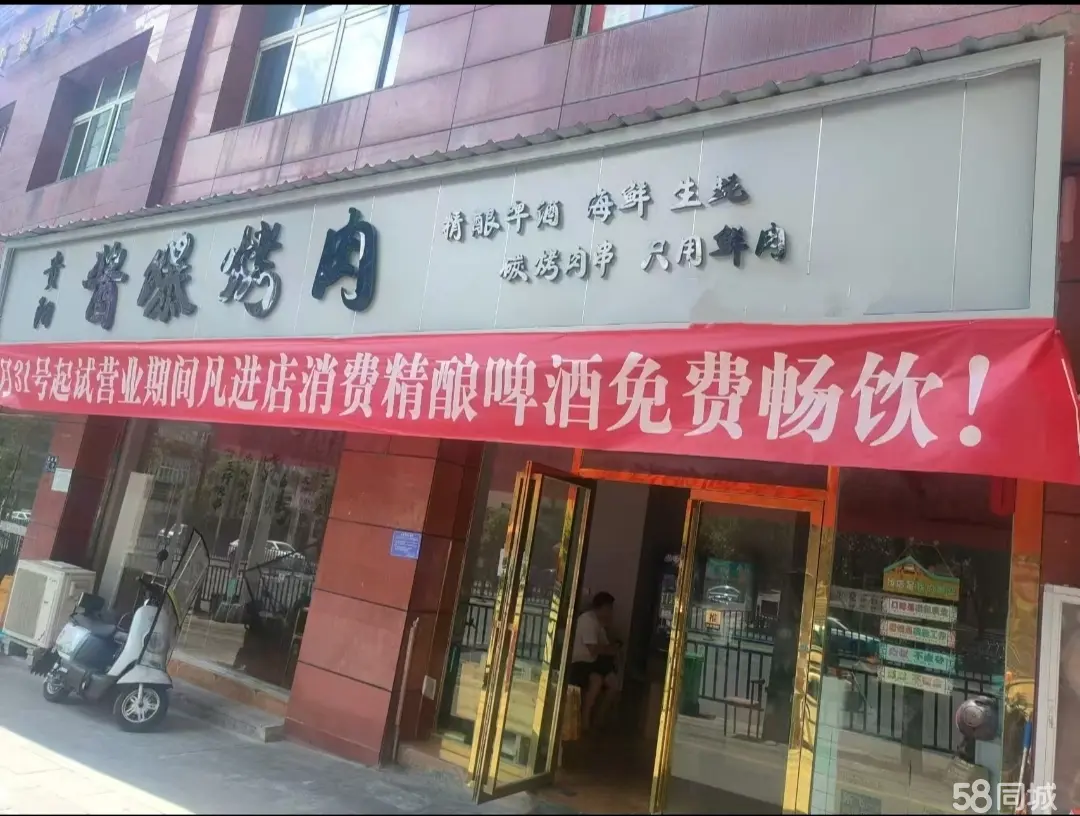 贵阳
烤肉
精酿啤酒 海鲜 生蚝
碳烤肉串 只用鲜肉
月31号起试营业期间凡进店消费精酿啤酒免费畅饮！
58同城